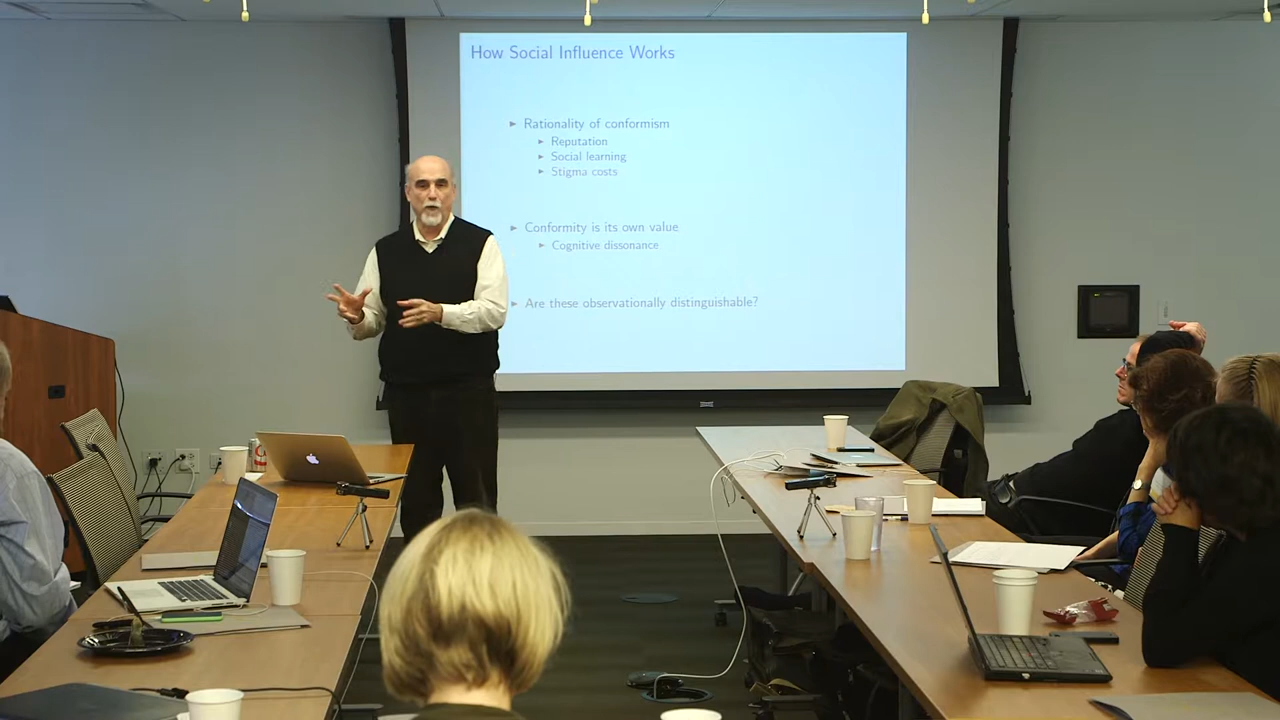 How Social Influence Works
▸ Rationality of conformism
▸ Reputation
▸ Social learning
▸ Stigma costs
▸ Conformity is its own value
▸ Cognitive dissonance
▸ Are these observationally distinguishable?